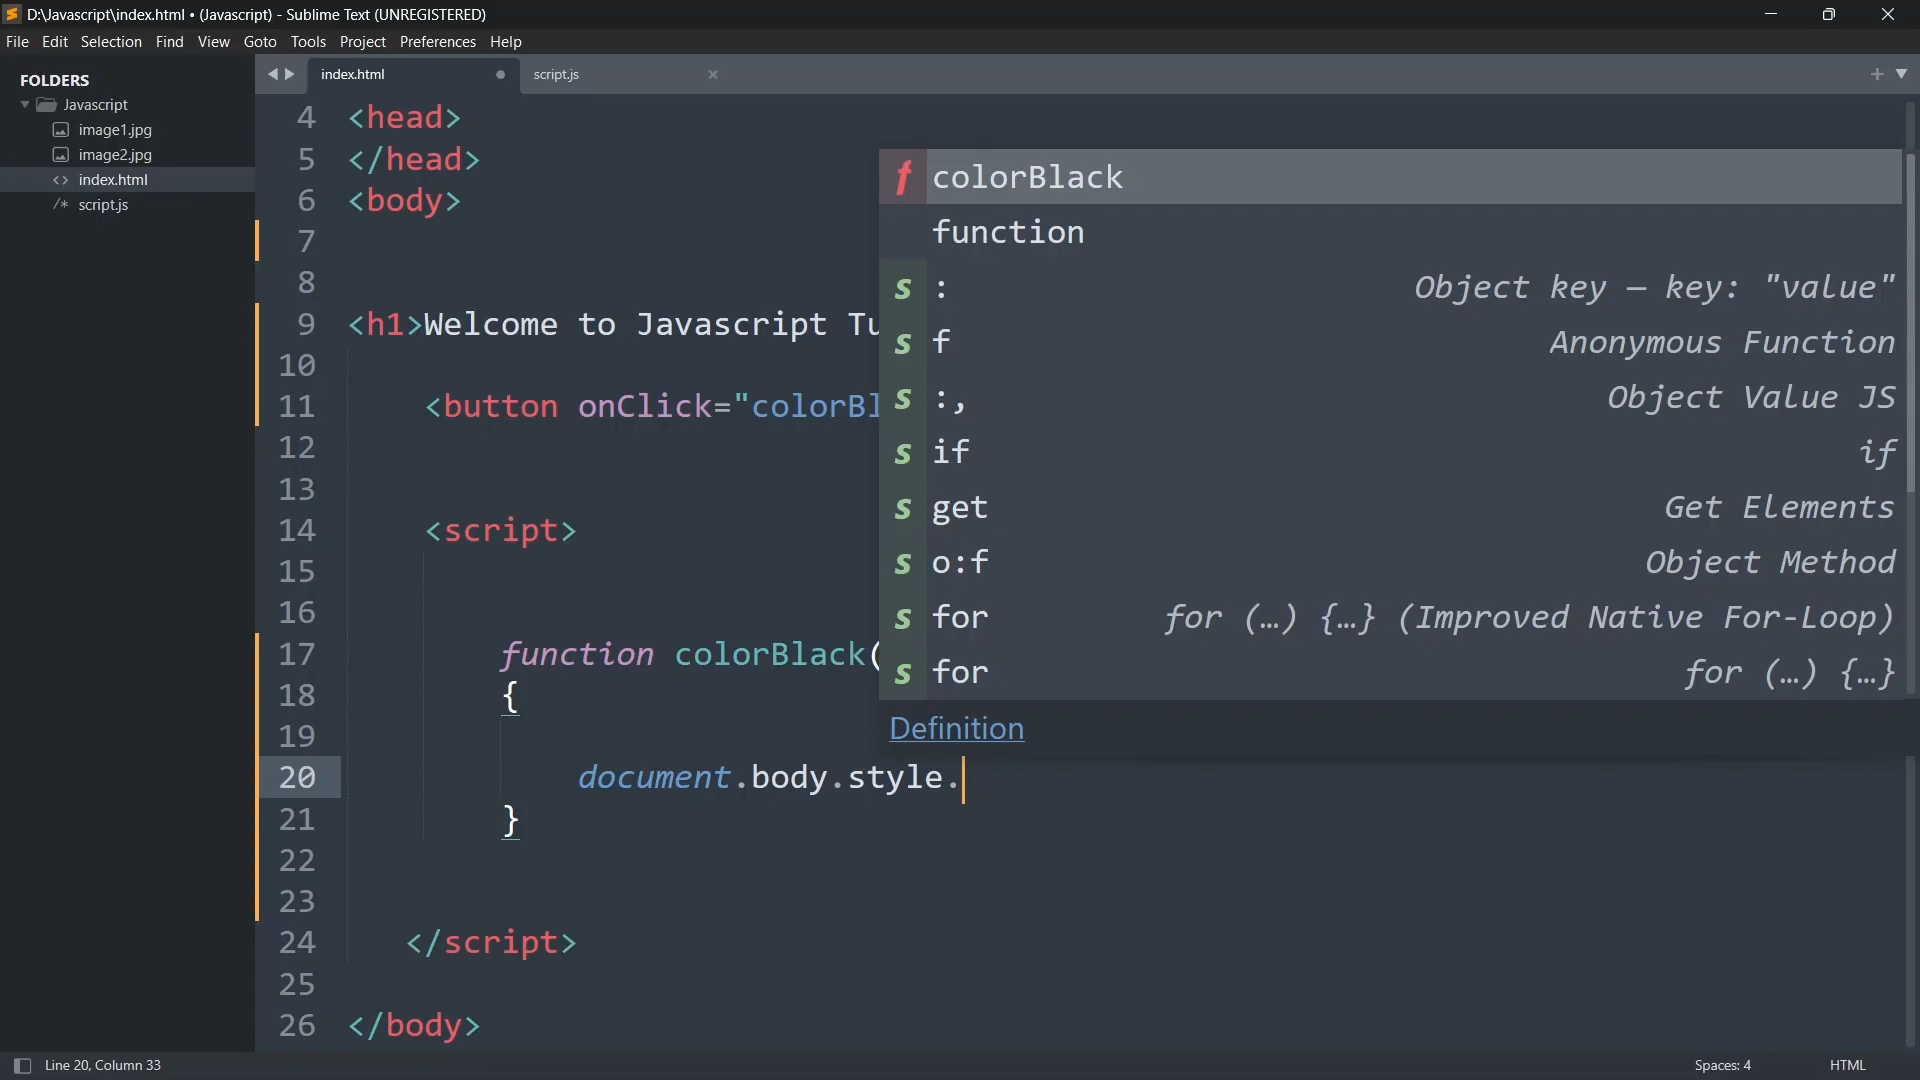 D:\Javascript\index.html • (Javascript) - Sublime Text (UNREGISTERED)
File Edit Selection Find View Goto Tools Project Preferences Help
FOLDERS
Javascript
image1.jpg
image2.jpg
index.html
/* script.js
index.html
script.js
4 <head>
5 </head>
6 <body>
7
8
9 <h1>Welcome to Javascript Tu
10
11 <button onClick="colorBl
12
13
14 <script>
15
16
17 function colorBlack(
18 {
19
20 document.body.style.
21 }
22
23
24 </script>
25
26 </body>
f colorBlack
function
s : Object key – key: "value"
s f Anonymous Function
s :, Object Value JS
s if if
s get Get Elements
s o:f Object Method
s for for (…) {…} (Improved Native For-Loop)
s for for (…) {…}
Definition
Line 20, Column 33
Spaces: 4
HTML